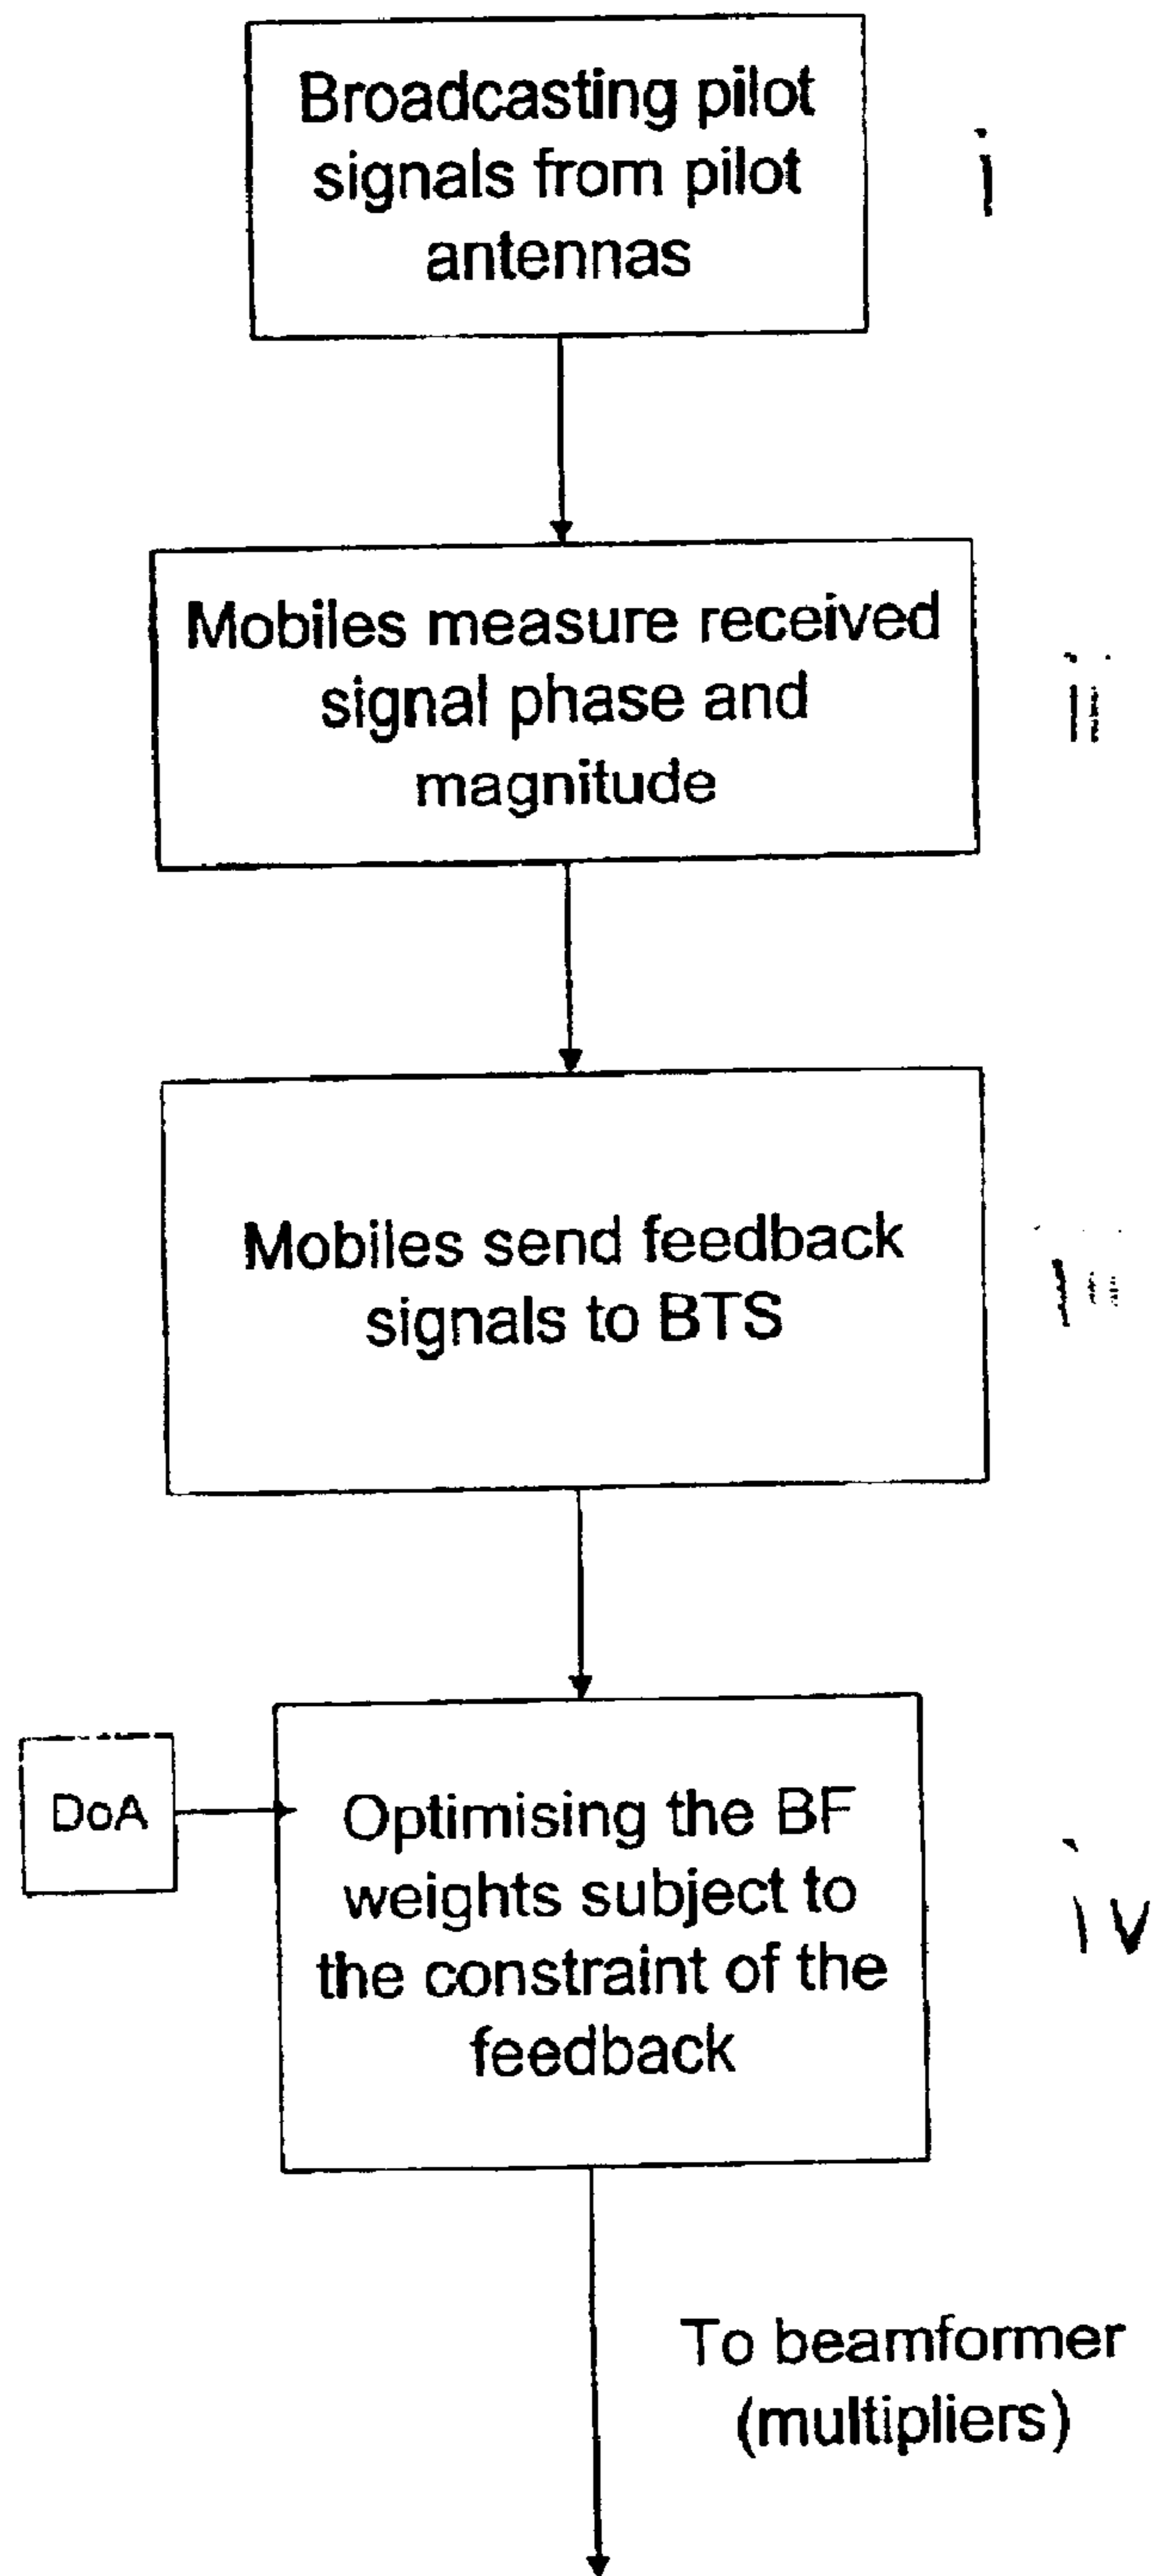 Broadcasting pilot
signals from pilot
antennas
i
Mobiles measure received
signal phase and
magnitude
ii
Mobiles send feedback
signals to BTS
DoA
Optimising the BF
weights subject to
the constraint of the
feedback
iv
To beamformer
(multipliers)